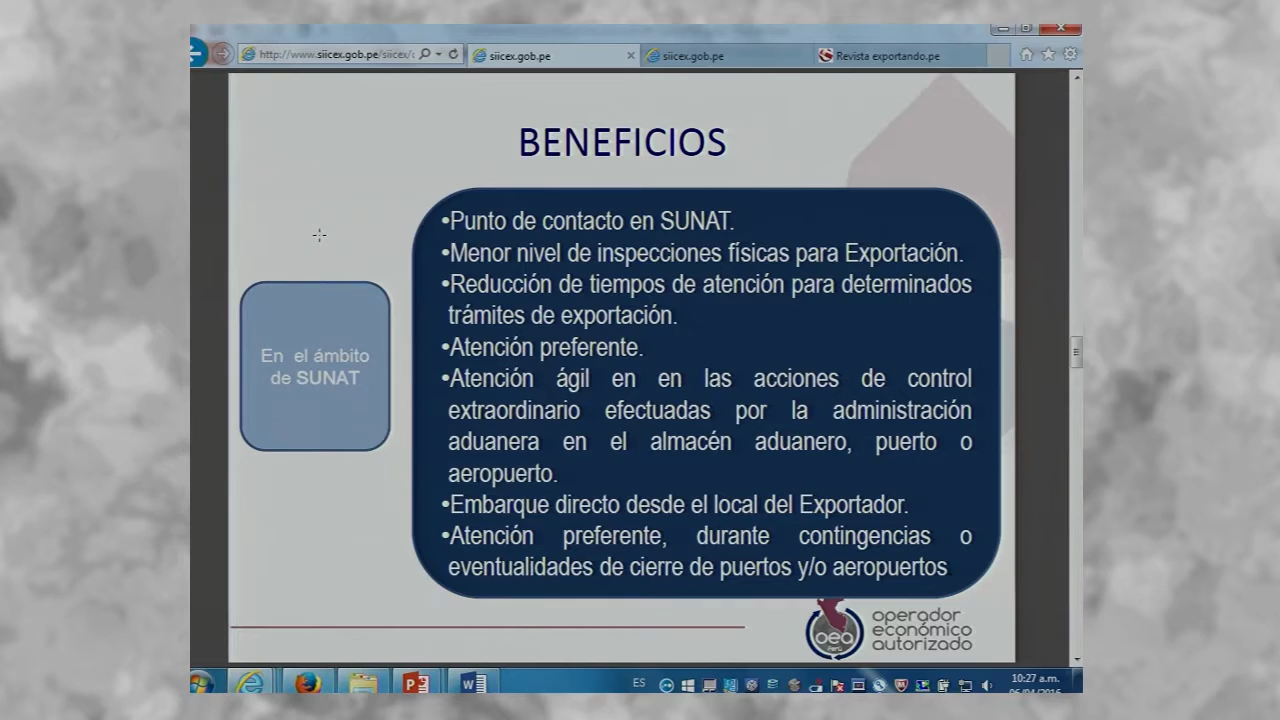 http://www.siicex.gob.pe/siicex/
siicex.gob.pe
siicex.gob.pe
Revista exportando.pe
BENEFICIOS
•Punto de contacto en SUNAT.
•Menor nivel de inspecciones físicas para Exportación.
•Reducción de tiempos de atención para determinados
trámites de exportación.
•Atención preferente.
•Atención ágil en en las acciones de control
extraordinario efectuadas por la administración
aduanera en el almacén aduanero, puerto o
aeropuerto.
•Embarque directo desde el local del Exportador.
•Atención preferente, durante contingencias o
eventualidades de cierre de puertos y/o aeropuertos
En el ámbito
de SUNAT
oea
Perú
operador
económico
autorizado
ES
10:27 a.m.
06/04/2016